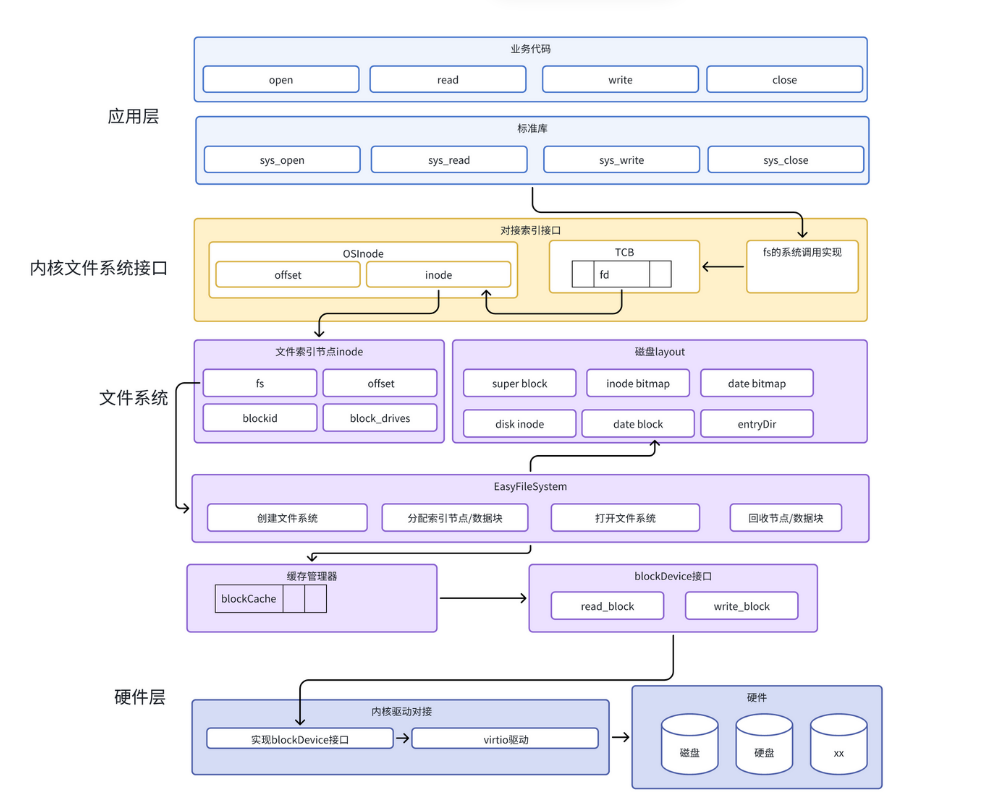 业务代码
open
read
write
close
应用层
标准库
sys_open
sys_read
sys_write
sys_close
对接索引接口
内核文件系统接口
OSInode
offset
inode
TCB
fd
fs的系统调用实现
文件系统
文件索引节点inode
fs
offset
blockid
block_drives
磁盘layout
super block
inode bitmap
date bitmap
disk inode
date block
entryDir
EasyFileSystem
创建文件系统
分配索引节点/数据块
打开文件系统
回收节点/数据块
缓存管理器
blockCache
blockDevice接口
read_block
write_block
硬件层
内核驱动对接
实现blockDevice接口
virtio驱动
硬件
磁盘
硬盘
xx